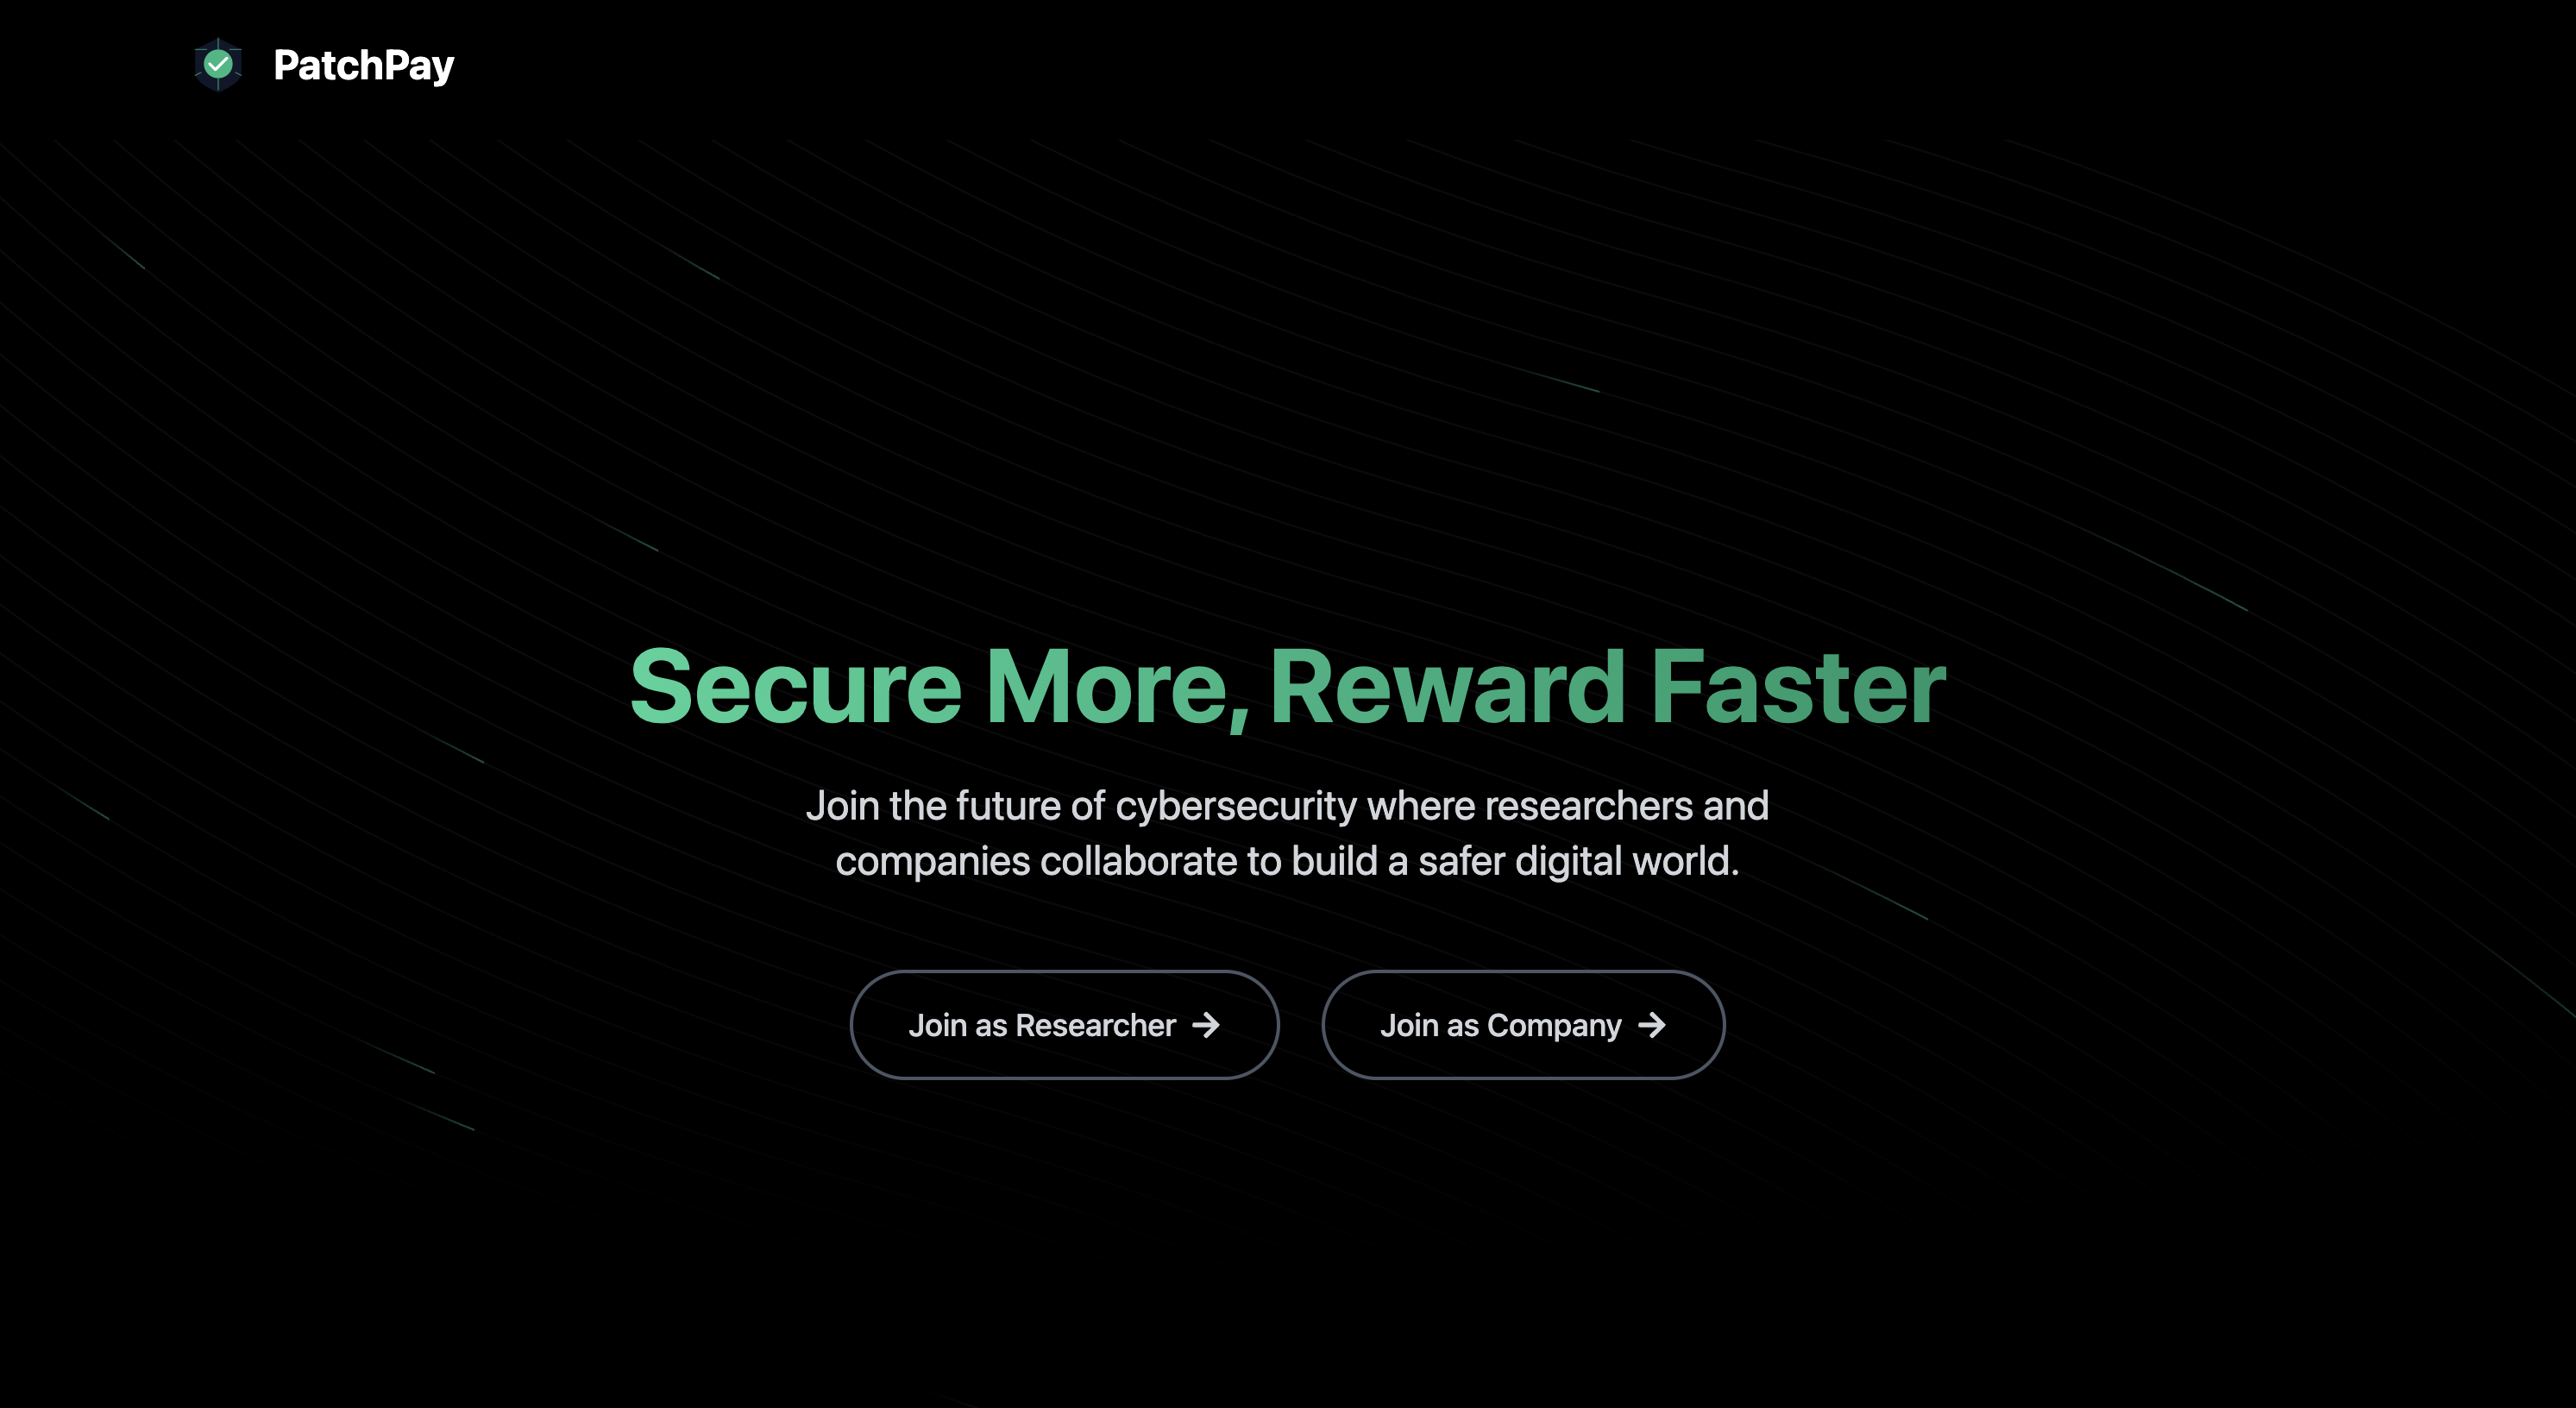 PatchPay
Secure More, Reward Faster
Join the future of cybersecurity where researchers and
companies collaborate to build a safer digital world.
Join as Researcher →
Join as Company →